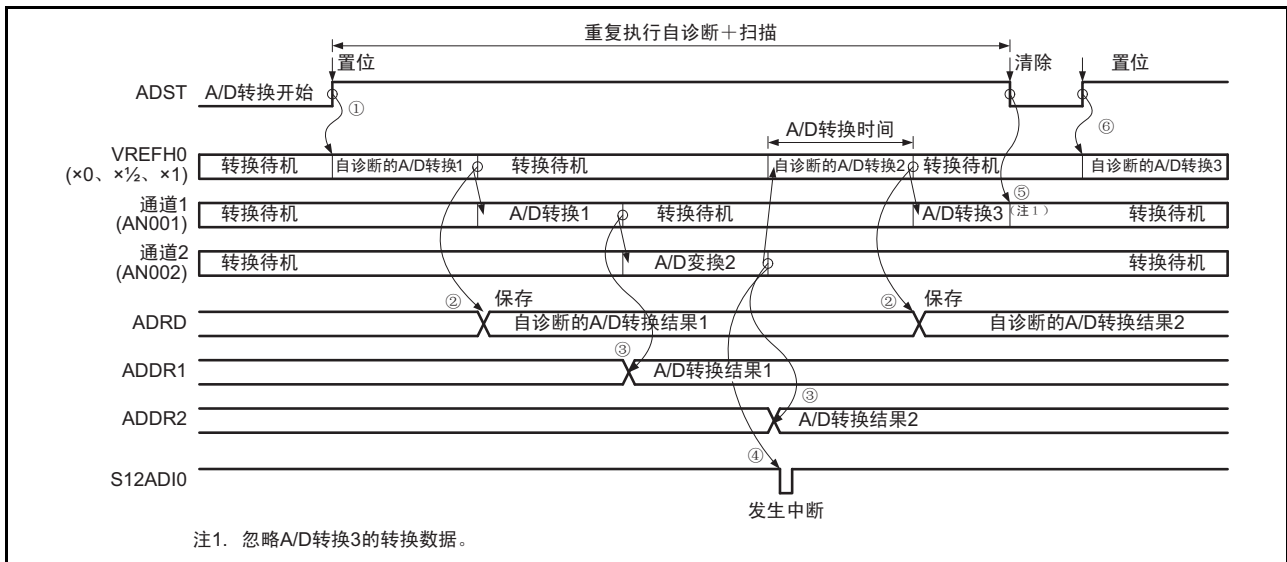 重复执行自诊断＋扫描
置位
清除
置位
ADST
A/D转换开始
①
⑥
A/D转换时间
VREFH0
(×0、×½、×1)
转换待机
自诊断的A/D转换1
转换待机
自诊断的A/D转换2
转换待机
自诊断的A/D转换3
通道1
(AN001)
转换待机
A/D转换1
转换待机
A/D转换3
⑤
(注1)
转换待机
通道2
(AN002)
转换待机
A/D变换2
转换待机
②
保存
②
保存
ADRD
自诊断的A/D转换结果1
自诊断的A/D转换结果2
③
ADDR1
A/D转换结果1
③
ADDR2
A/D转换结果2
④
S12ADI0
发生中断
注1. 忽略A/D转换3的转换数据。